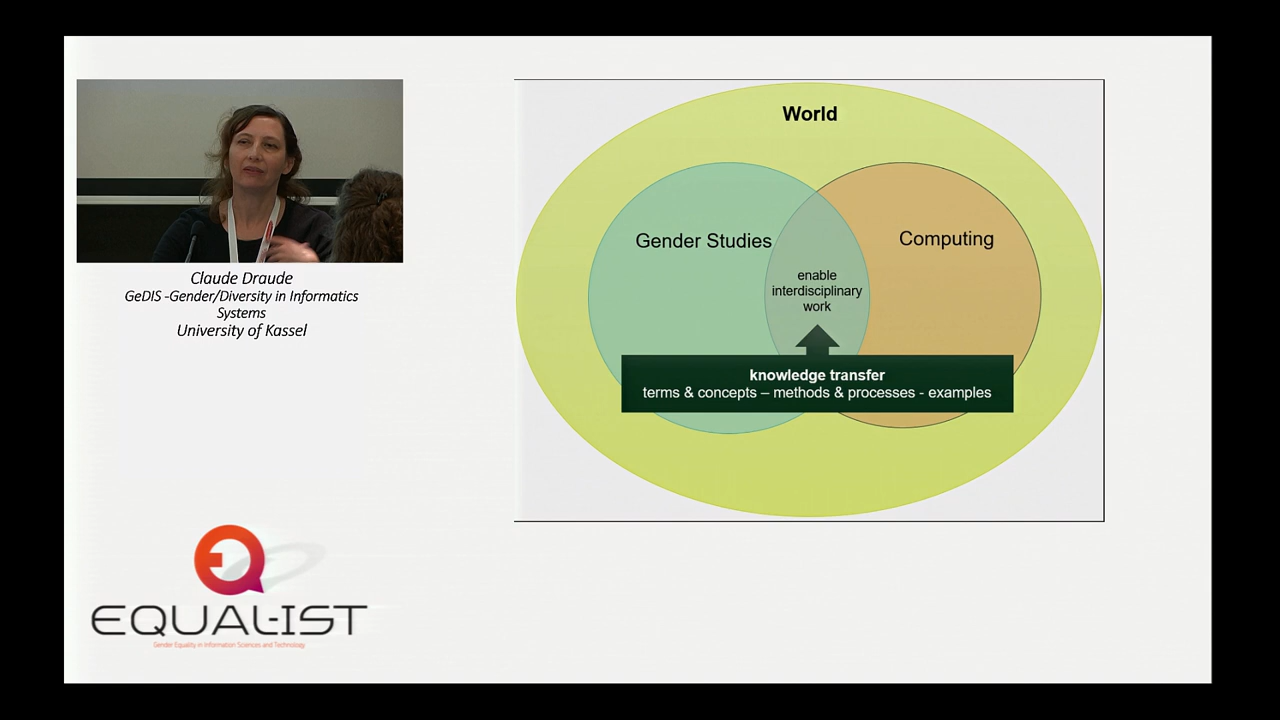 Claude Draude
GeDIS -Gender/Diversity in Informatics
Systems
University of Kassel
EQUAL-IST
Gender Equality in Information Sciences and Technology
World
Gender Studies
Computing
enable
interdisciplinary
work
knowledge transfer
terms & concepts – methods & processes - examples